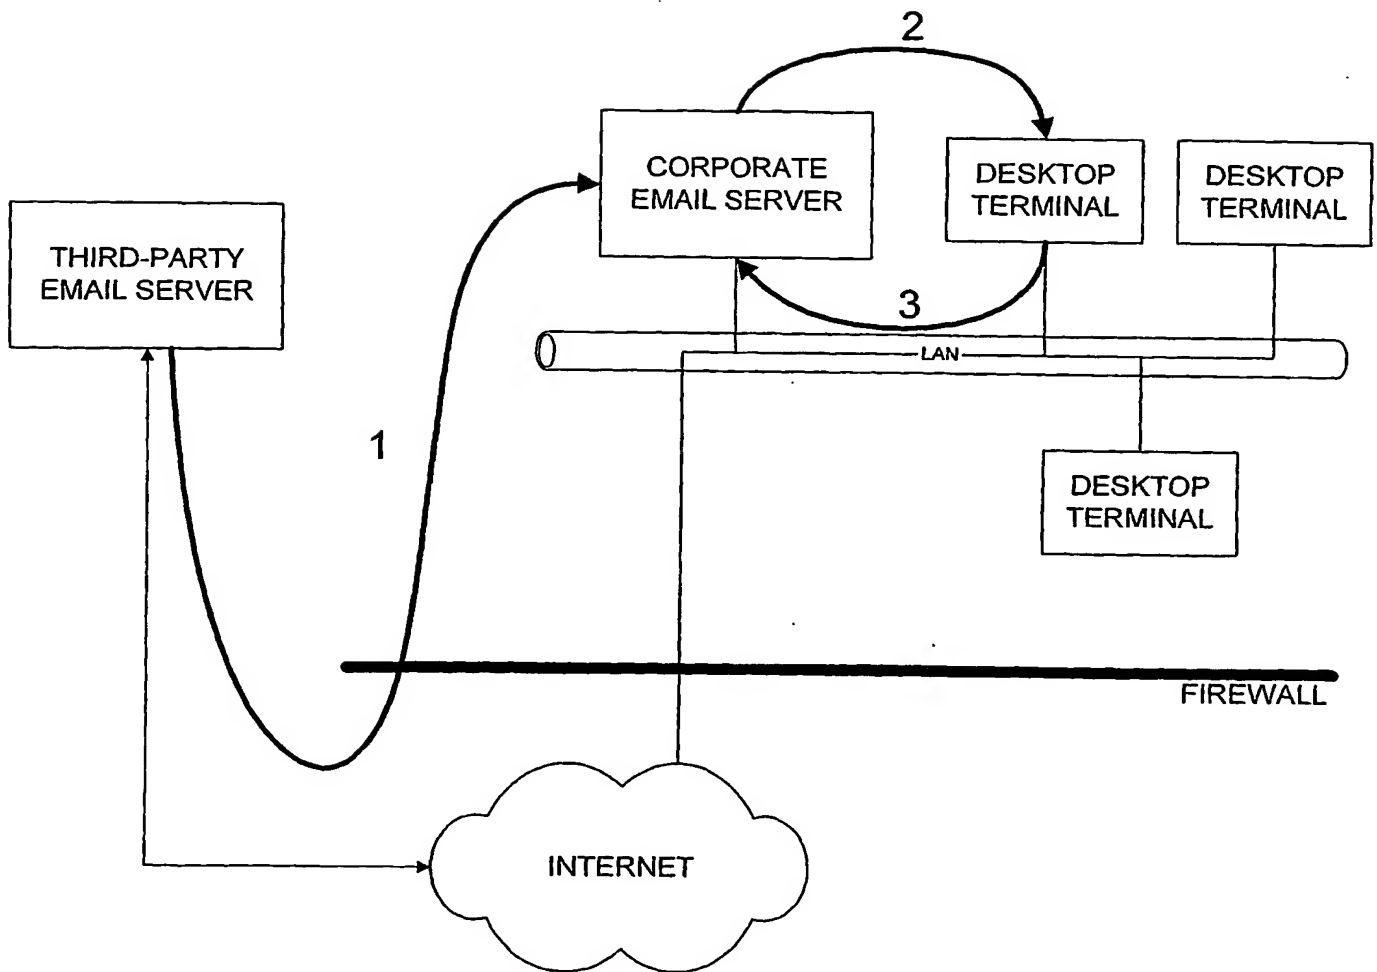 2
CORPORATE
EMAIL SERVER
DESKTOP
TERMINAL
DESKTOP
TERMINAL
THIRD-PARTY
EMAIL SERVER
3
LAN
1
DESKTOP
TERMINAL
FIREWALL
INTERNET